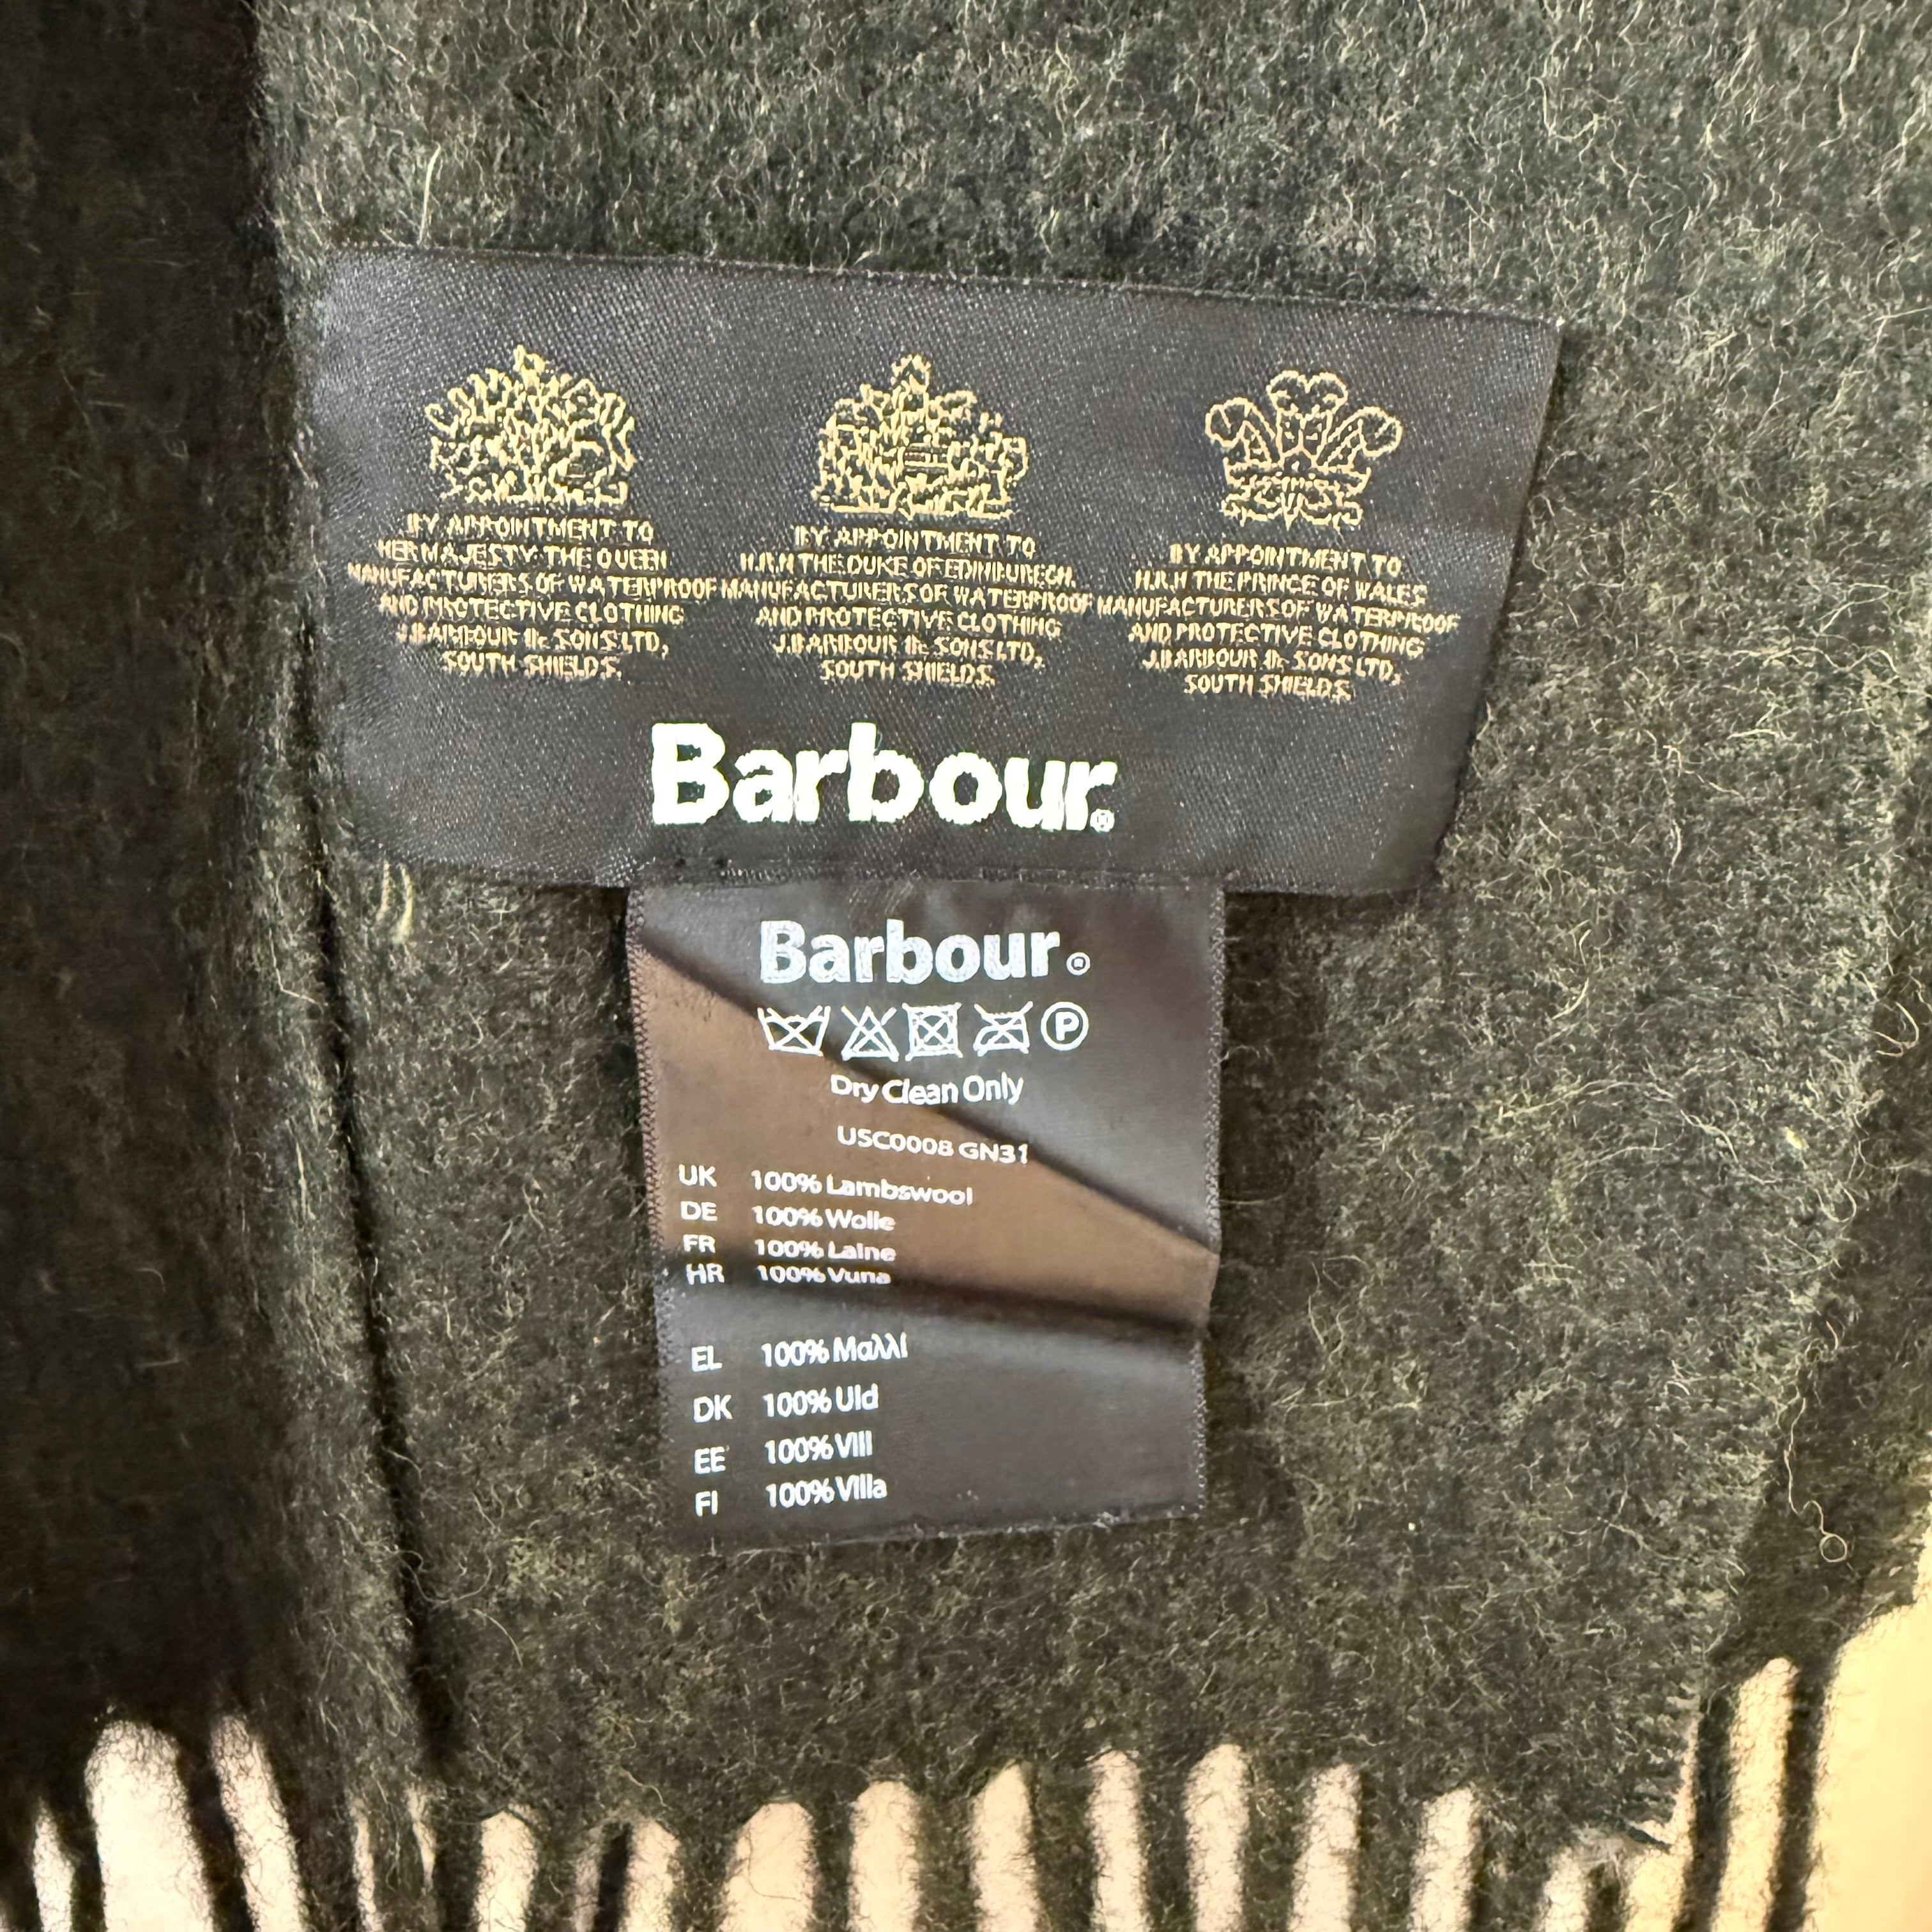 BY APPOINTMENT TO
HER MAJESTY THE QUEEN
MANUFACTURERS OF WATERPROOF
AND PROTECTIVE CLOTHING
J.BARBOUR & SONS LTD,
SOUTH SHIELDS.
BY APPOINTMENT TO
H.R.H THE DUKE OF EDINBURGH.
MANUFACTURERS OF WATERPROOF
AND PROTECTIVE CLOTHING
J.BARBOUR & SONS LTD,
SOUTH SHIELDS.
BY APPOINTMENT TO
H.R.H THE PRINCE OF WALES
MANUFACTURERS OF WATERPROOF
AND PROTECTIVE CLOTHING
J.BARBOUR & SONS LTD,
SOUTH SHIELDS.
Barbour®
Barbour®
P
Dry Clean Only
USC0008 GN31
UK 100% Lambswool
DE 100% Wolle
FR 100% Laine
HR 100% Vuna
EL 100% Μαλλί
DK 100% Uld
EE 100% Vill
FI 100% Villa